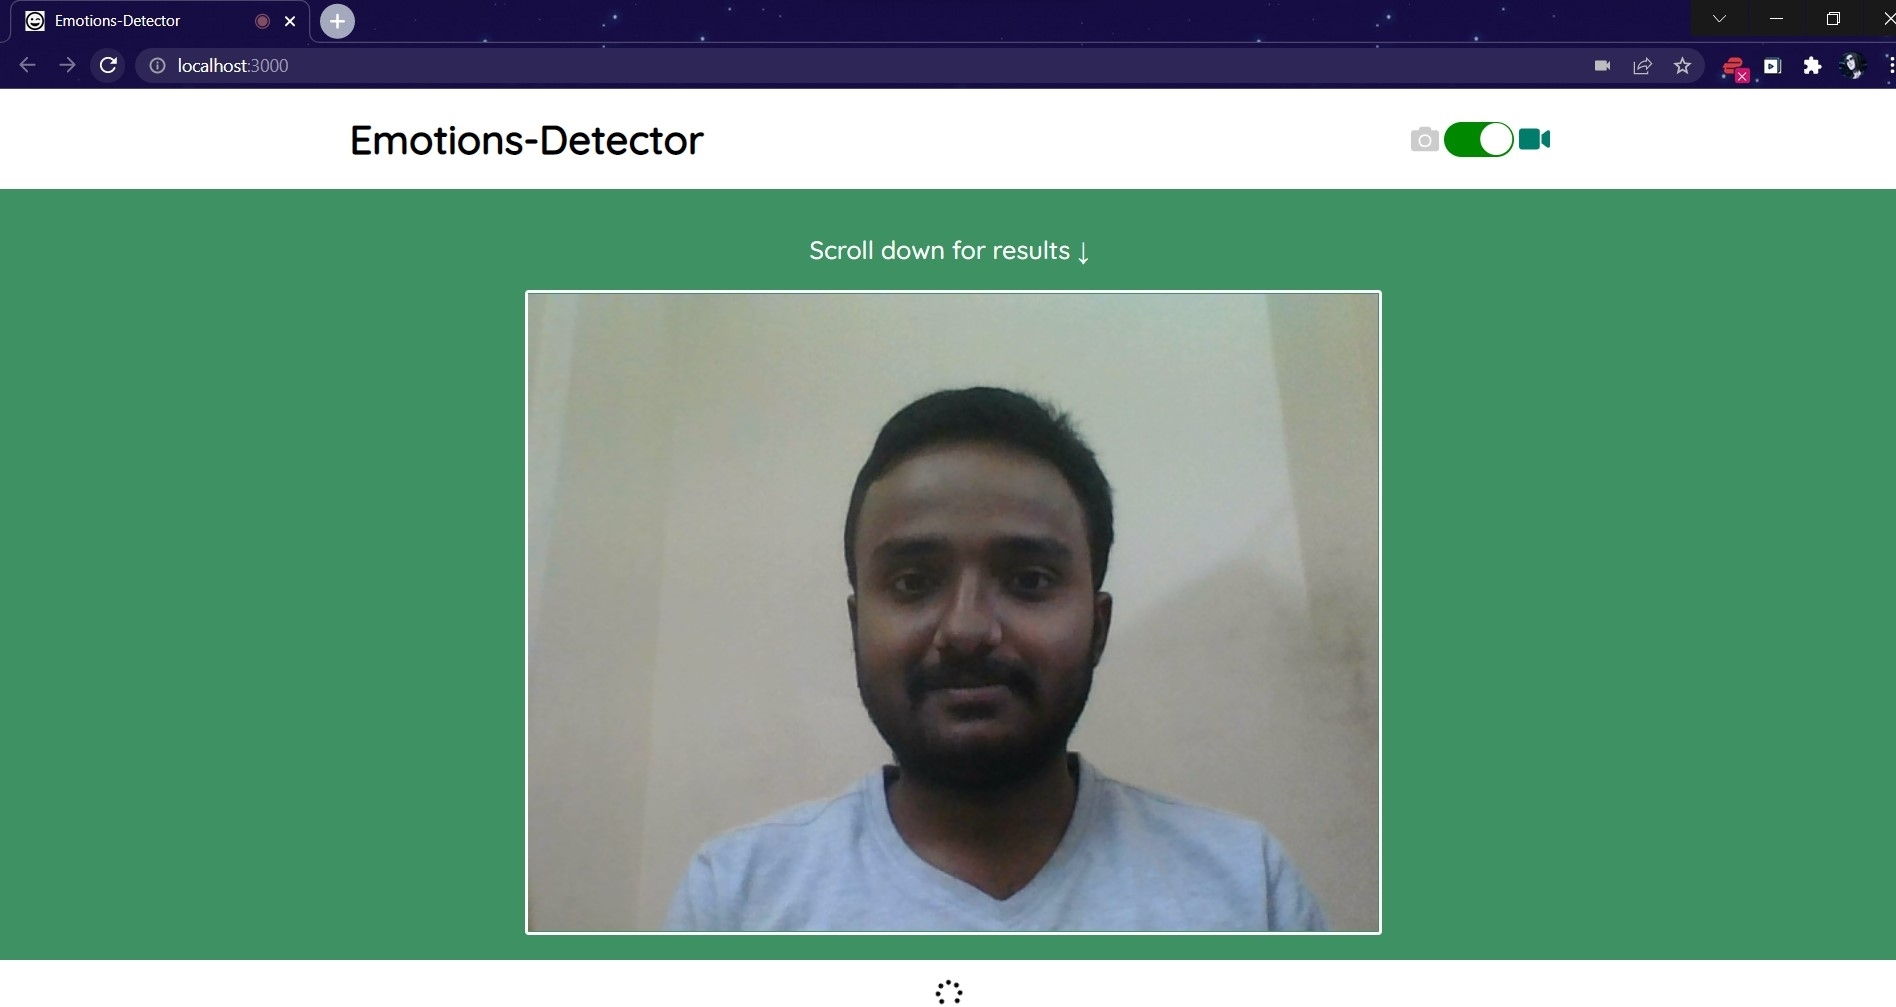 Emotions-Detector
localhost:3000
Emotions-Detector
Scroll down for results ↓